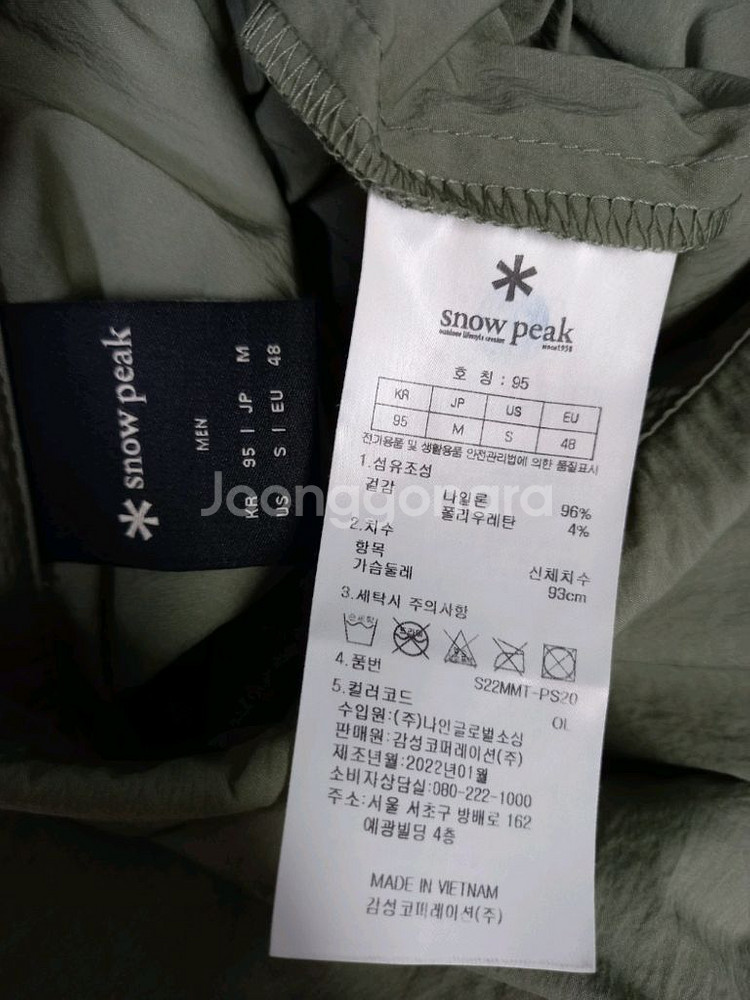 snow peak
MEN
KR 95 | JP M
US S | EU 48
snow peak
outdoor lifestyle creator
since1958
호 칭 : 95
KR JP US EU
95 M S 48
전기용품 및 생활용품 안전관리법에 의한 품질표시
1.섬유조성
겉감 나일론 96%
폴리우레탄 4%
2.치수
항목 신체치수
가슴둘레 93cm
3.세탁시 주의사항
손세탁
드라이
4.품번 S22MMT-PS20
5.컬러코드 OL
수입원:(주)나인글로벌소싱
판매원:감성코퍼레이션(주)
제조년월:2022년01월
소비자상담실:080-222-1000
주소:서울 서초구 방배로 162
예광빌딩 4층
MADE IN VIETNAM
감성코퍼레이션(주)
Joonggonara